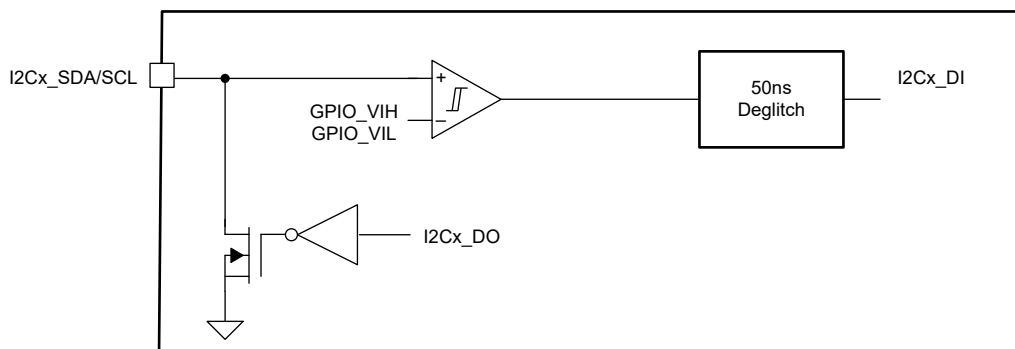 I2Cx_SDA/SCL
+
GPIO_VIH
GPIO_VIL
−
50ns
Deglitch
I2Cx_DI
I2Cx_DO